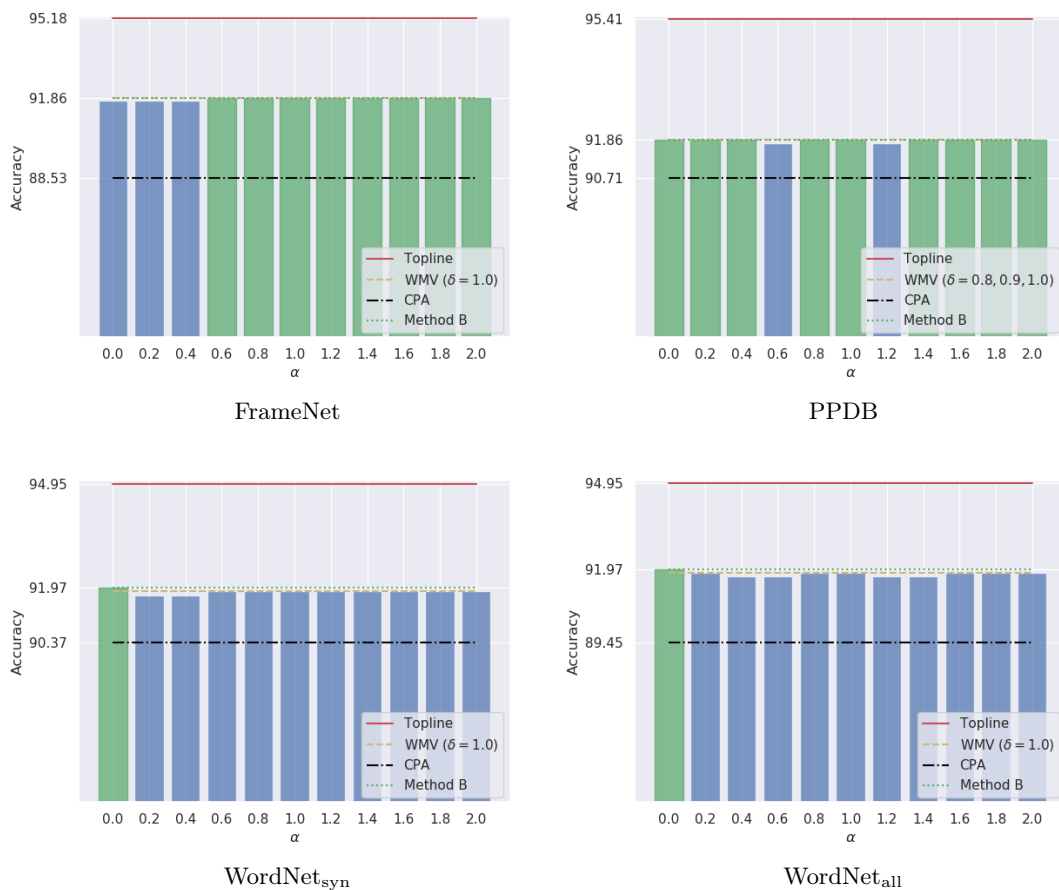 95.18
91.86
88.53
Accuracy
Topline
WMV (δ = 1.0)
CPA
Method B
0.0 0.2 0.4 0.6 0.8 1.0 1.2 1.4 1.6 1.8 2.0
α
FrameNet
95.41
91.86
90.71
Accuracy
Topline
WMV (δ = 0.8, 0.9, 1.0)
CPA
Method B
0.0 0.2 0.4 0.6 0.8 1.0 1.2 1.4 1.6 1.8 2.0
α
PPDB
94.95
91.97
90.37
Accuracy
Topline
WMV (δ = 1.0)
CPA
Method B
0.0 0.2 0.4 0.6 0.8 1.0 1.2 1.4 1.6 1.8 2.0
α
WordNet_syn
94.95
91.97
89.45
Accuracy
Topline
WMV (δ = 1.0)
CPA
Method B
0.0 0.2 0.4 0.6 0.8 1.0 1.2 1.4 1.6 1.8 2.0
α
WordNet_all